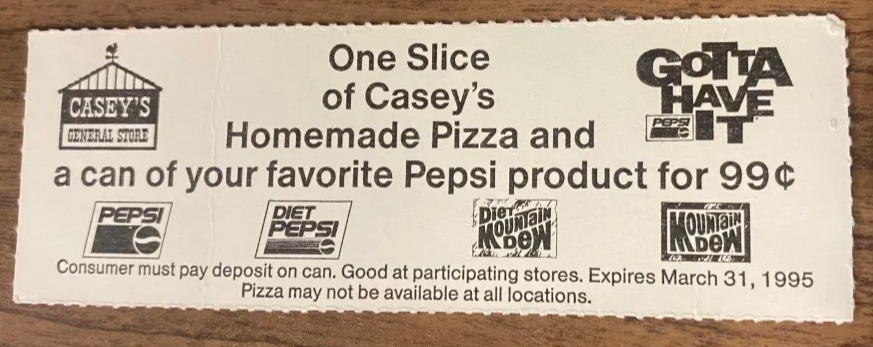 CASEY'S
GENERAL STORE
One Slice
of Casey's
Homemade Pizza and
a can of your favorite Pepsi product for 99¢
GOTTA
HAVE
IT
PEPSI
PEPSI
DIET
PEPSI
Diet
MOUNTAIN
DEW
MOUNTAIN
DEW
Consumer must pay deposit on can. Good at participating stores. Expires March 31, 1995
Pizza may not be available at all locations.